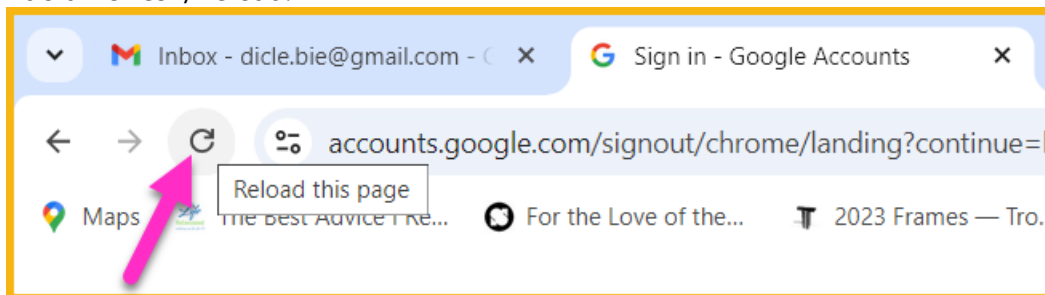 Inbox - dicle.bie@gmail.com - G
Sign in - Google Accounts
accounts.google.com/signout/chrome/landing?continue=
Reload this page
Maps
The Best Advice I Re...
For the Love of the...
2023 Frames — Tro.